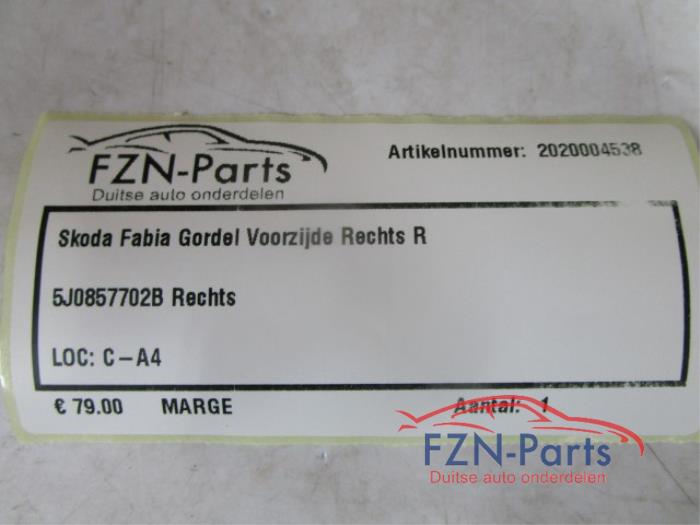 FZN-Parts
Duitse auto onderdelen
Artikelnummer: 2020004538
Skoda Fabia Gordel Voorzijde Rechts R
5J0857702B Rechts
LOC: C-A4
€ 79.00 MARGE Aantal: 1
FZN-Parts
Duitse auto onderdelen